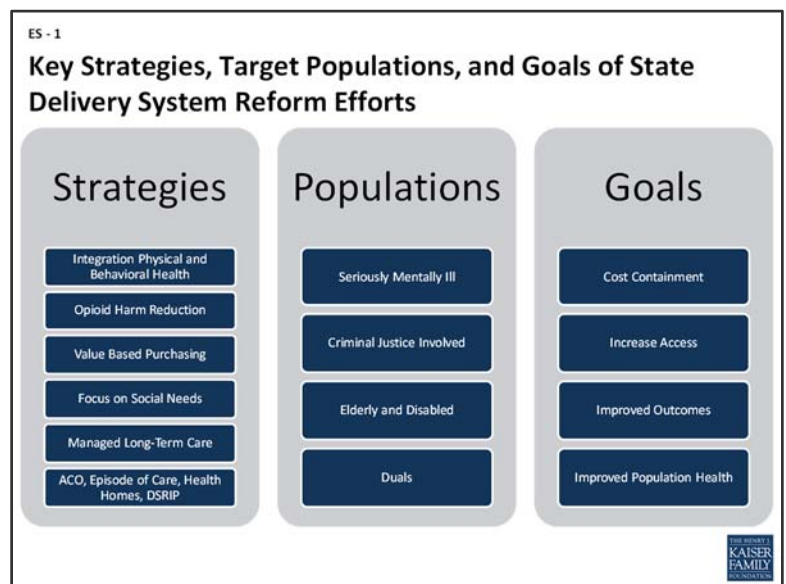 ES - 1
Key Strategies, Target Populations, and Goals of State
Delivery System Reform Efforts
Strategies
Integration Physical and
Behavioral Health
Opioid Harm Reduction
Value Based Purchasing
Focus on Social Needs
Managed Long-Term Care
ACO, Episode of Care, Health
Homes, DSRIP
Populations
Seriously Mentally Ill
Criminal Justice Involved
Elderly and Disabled
Duals
Goals
Cost Containment
Increase Access
Improved Outcomes
Improved Population Health
THE HENRY J.
KAISER
FAMILY
FOUNDATION